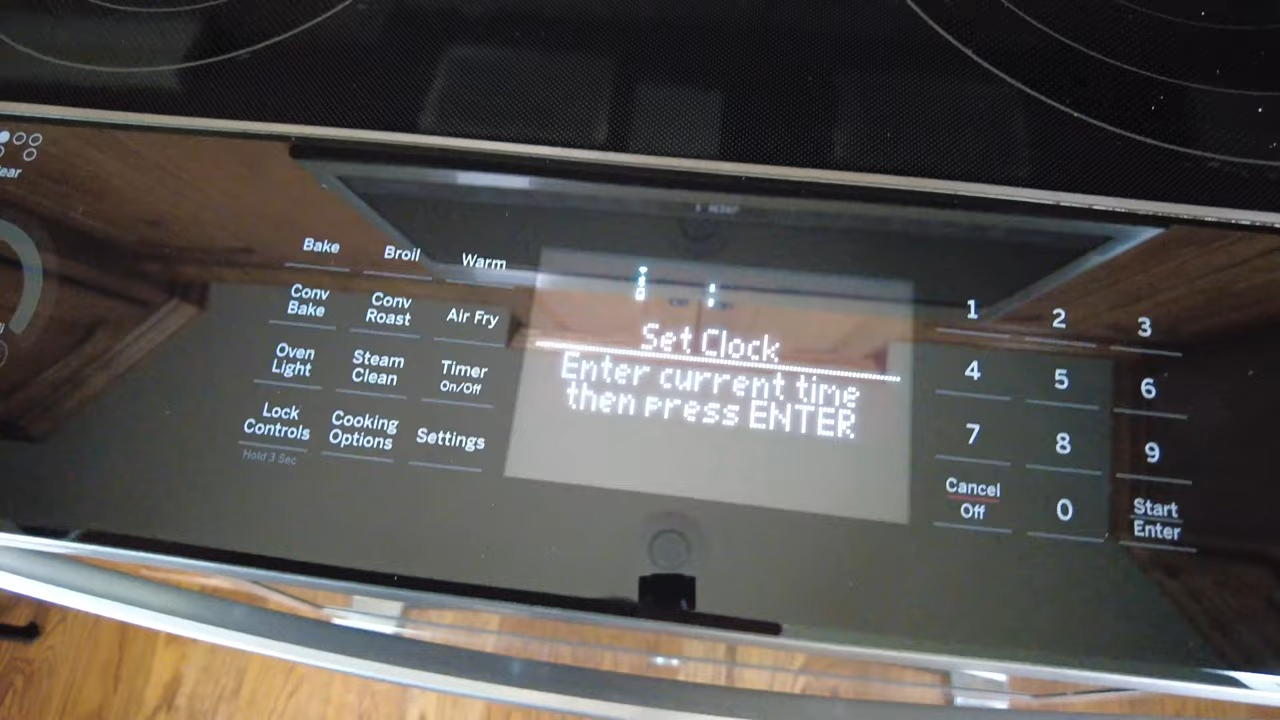 Bake
Broil
Warm
Conv
Bake
Conv
Roast
Air Fry
Oven
Light
Steam
Clean
Timer
On/Off
Lock
Controls
Hold 3 Sec
Cooking
Options
Settings
:
Set Clock
Enter current time
then press ENTER
1
2
3
4
5
6
7
8
9
Cancel
Off
0
Start
Enter